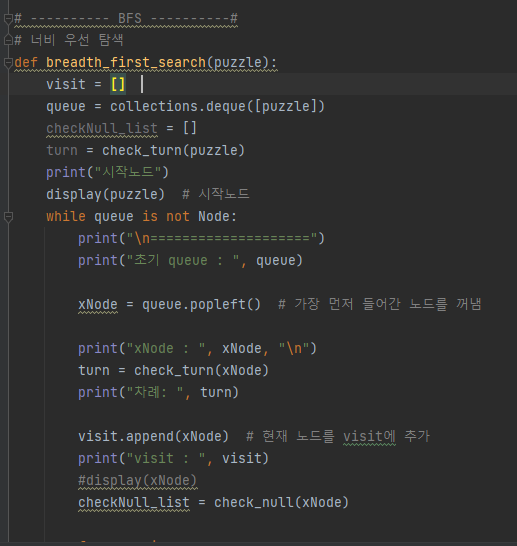 # ---------- BFS ----------#
# 너비 우선 탐색
def breadth_first_search(puzzle):
    visit = []
    queue = collections.deque([puzzle])
    checkNull_list = []
    turn = check_turn(puzzle)
    print("시작노드")
    display(puzzle)  # 시작노드
    while queue is not Node:
        print("\n====================")
        print("초기 queue : ", queue)
        xNode = queue.popleft()  # 가장 먼저 들어간 노드를 꺼냄
        print("xNode : ", xNode, "\n")
        turn = check_turn(xNode)
        print("차례: ", turn)
        visit.append(xNode)  # 현재 노드를 visit에 추가
        print("visit : ", visit)
        #display(xNode)
        checkNull_list = check_null(xNode)